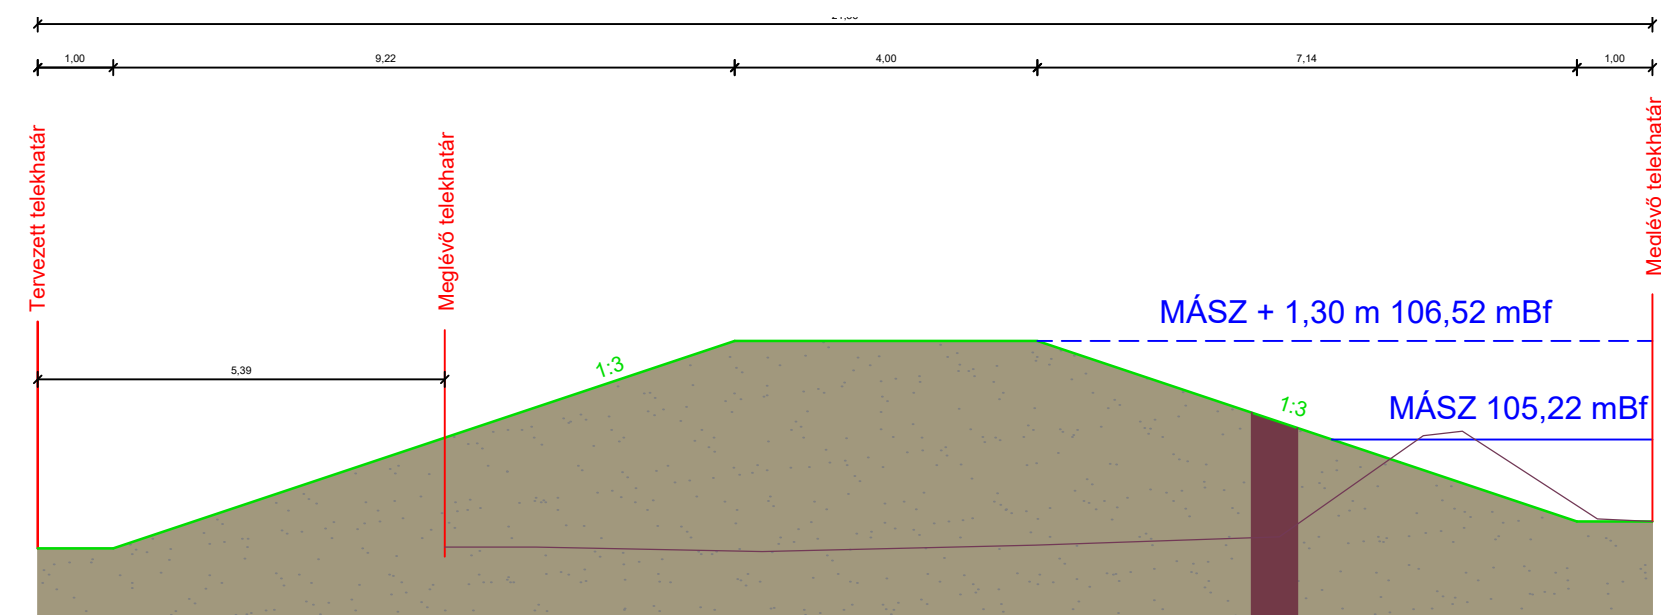 1,00
9,22
4,00
7,14
1,00
Tervezett telekhatár
Meglévő telekhatár
Meglévő telekhatár
MÁSZ + 1,30 m 106,52 mBf
5,39
1:3
1:3
MÁSZ 105,22 mBf